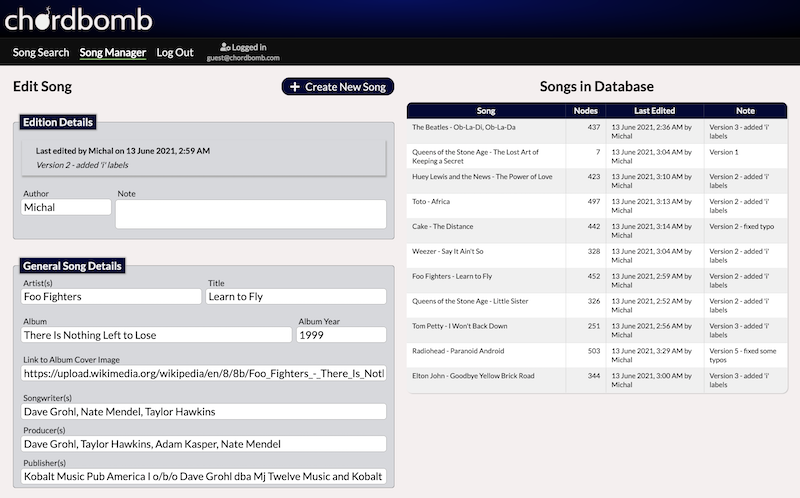 chordbomb
Song Search Song Manager Log Out Logged in
guest@chordbomb.com
Edit Song
+ Create New Song
Edition Details
Last edited by Michal on 13 June 2021, 2:59 AM
Version 2 - added 'i' labels
Author Note
Michal
General Song Details
Artist(s) Title
Foo Fighters Learn to Fly
Album Album Year
There Is Nothing Left to Lose 1999
Link to Album Cover Image
https://upload.wikimedia.org/wikipedia/en/8/8b/Foo_Fighters_-_There_Is_Notl
Songwriter(s)
Dave Grohl, Nate Mendel, Taylor Hawkins
Producer(s)
Dave Grohl, Taylor Hawkins, Adam Kasper, Nate Mendel
Publisher(s)
Kobalt Music Pub America I o/b/o Dave Grohl dba Mj Twelve Music and Kobalt
Songs in Database
Song Nodes Last Edited Note
The Beatles - Ob-La-Di, Ob-La-Da 437 13 June 2021, 2:36 AM by Version 3 - added 'i'
Michal labels
Queens of the Stone Age - The Lost Art of 7 13 June 2021, 3:04 AM by Version 1
Keeping a Secret Michal
Huey Lewis and the News - The Power of Love 423 13 June 2021, 3:10 AM by Version 2 - added 'i'
Michal labels
Toto - Africa 497 13 June 2021, 3:13 AM by Version 2 - added 'i'
Michal labels
Cake - The Distance 442 13 June 2021, 3:14 AM by Version 2 - fixed typo
Michal
Weezer - Say It Ain't So 328 13 June 2021, 3:04 AM by Version 2 - added 'i'
Michal labels
Foo Fighters - Learn to Fly 452 13 June 2021, 2:59 AM by Version 2 - added 'i'
Michal labels
Queens of the Stone Age - Little Sister 326 13 June 2021, 2:52 AM by Version 2 - added 'i'
Michal labels
Tom Petty - I Won't Back Down 251 13 June 2021, 2:56 AM by Version 3 - added 'i'
Michal labels
Radiohead - Paranoid Android 503 13 June 2021, 3:29 AM by Version 5 - fixed some
Michal typos
Elton John - Goodbye Yellow Brick Road 344 13 June 2021, 3:00 AM by Version 3 - added 'i'
Michal labels